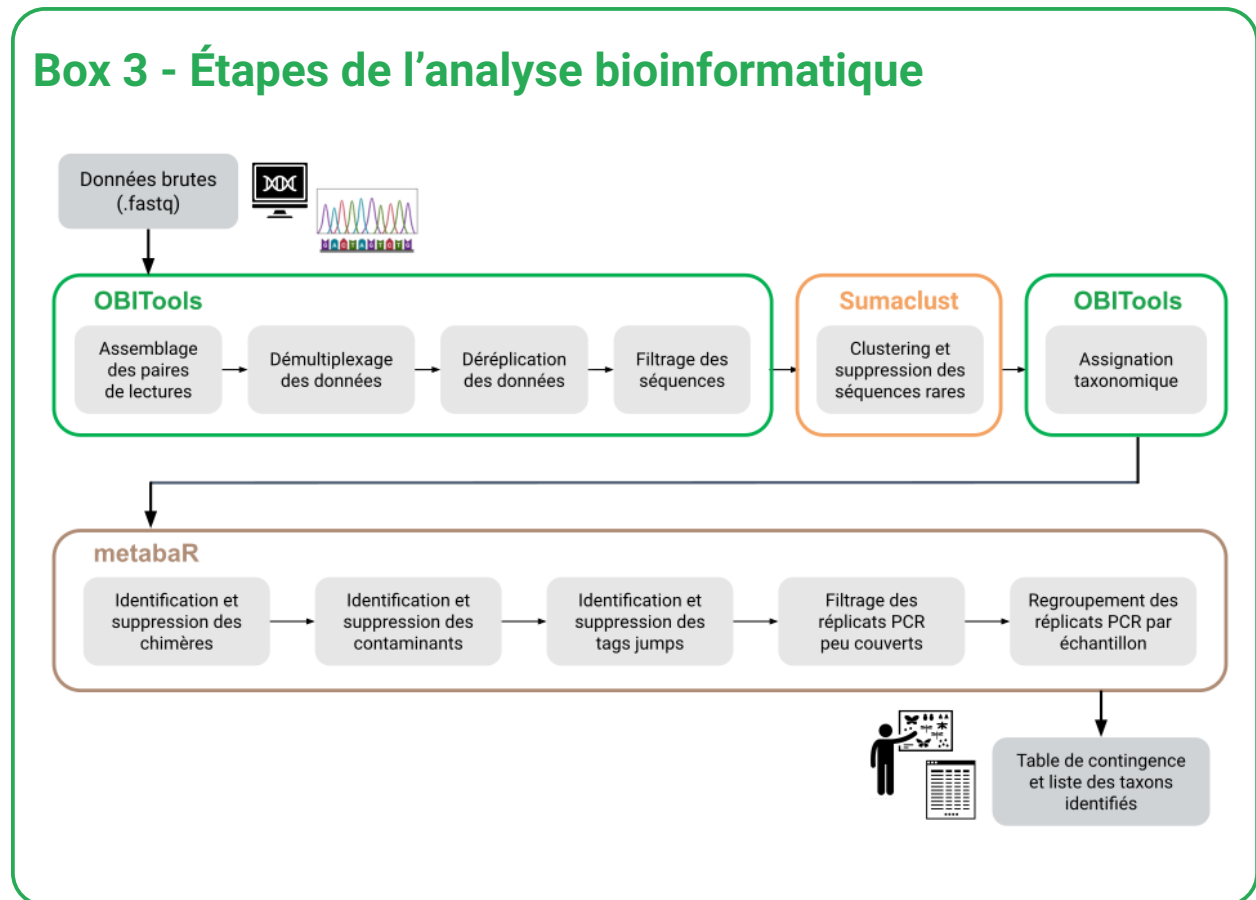 Box 3 - Étapes de l’analyse bioinformatique
Données brutes
(.fastq)
OBITools
Assemblage
des paires
de lectures
Démultiplexage
des données
Déréplication
des données
Filtrage des
séquences
Sumaclust
Clustering et
suppression des
séquences rares
OBITools
Assignation
taxonomique
metabaR
Identification et
suppression des
chimères
Identification et
suppression des
contaminants
Identification et
suppression des
tags jumps
Filtrage des
réplicats PCR
peu couverts
Regroupement des
réplicats PCR par
échantillon
Table de contingence
et liste des taxons
identifiés